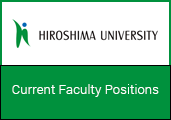 HIROSHIMA UNIVERSITY
Current Faculty Positions